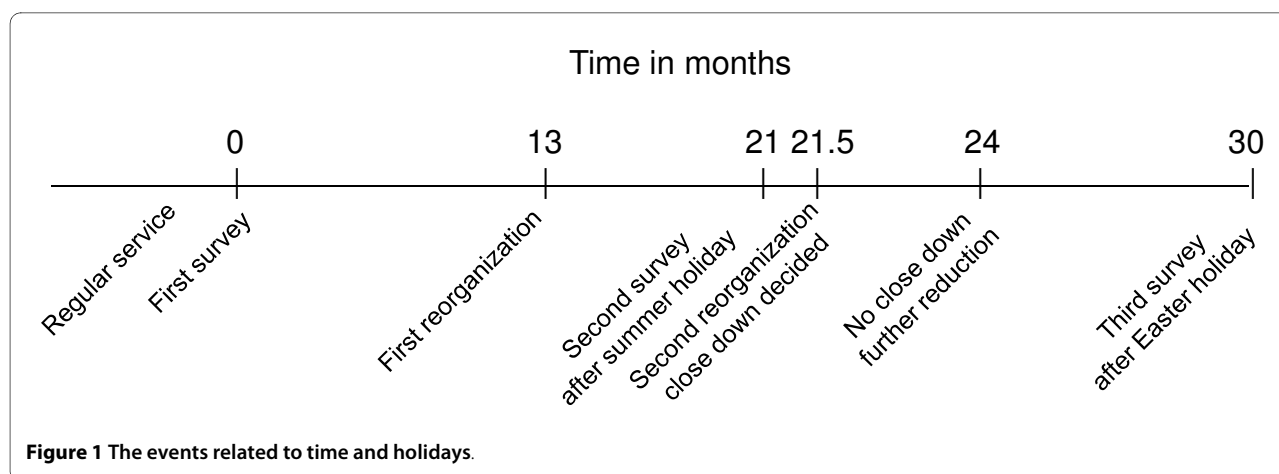 Time in months
0 13 21 21.5 24 30
Regular service
First survey
First reorganization
Second survey
after summer holiday
Second reorganization
close down decided
No close down
further reduction
Third survey
after Easter holiday
Figure 1 The events related to time and holidays.